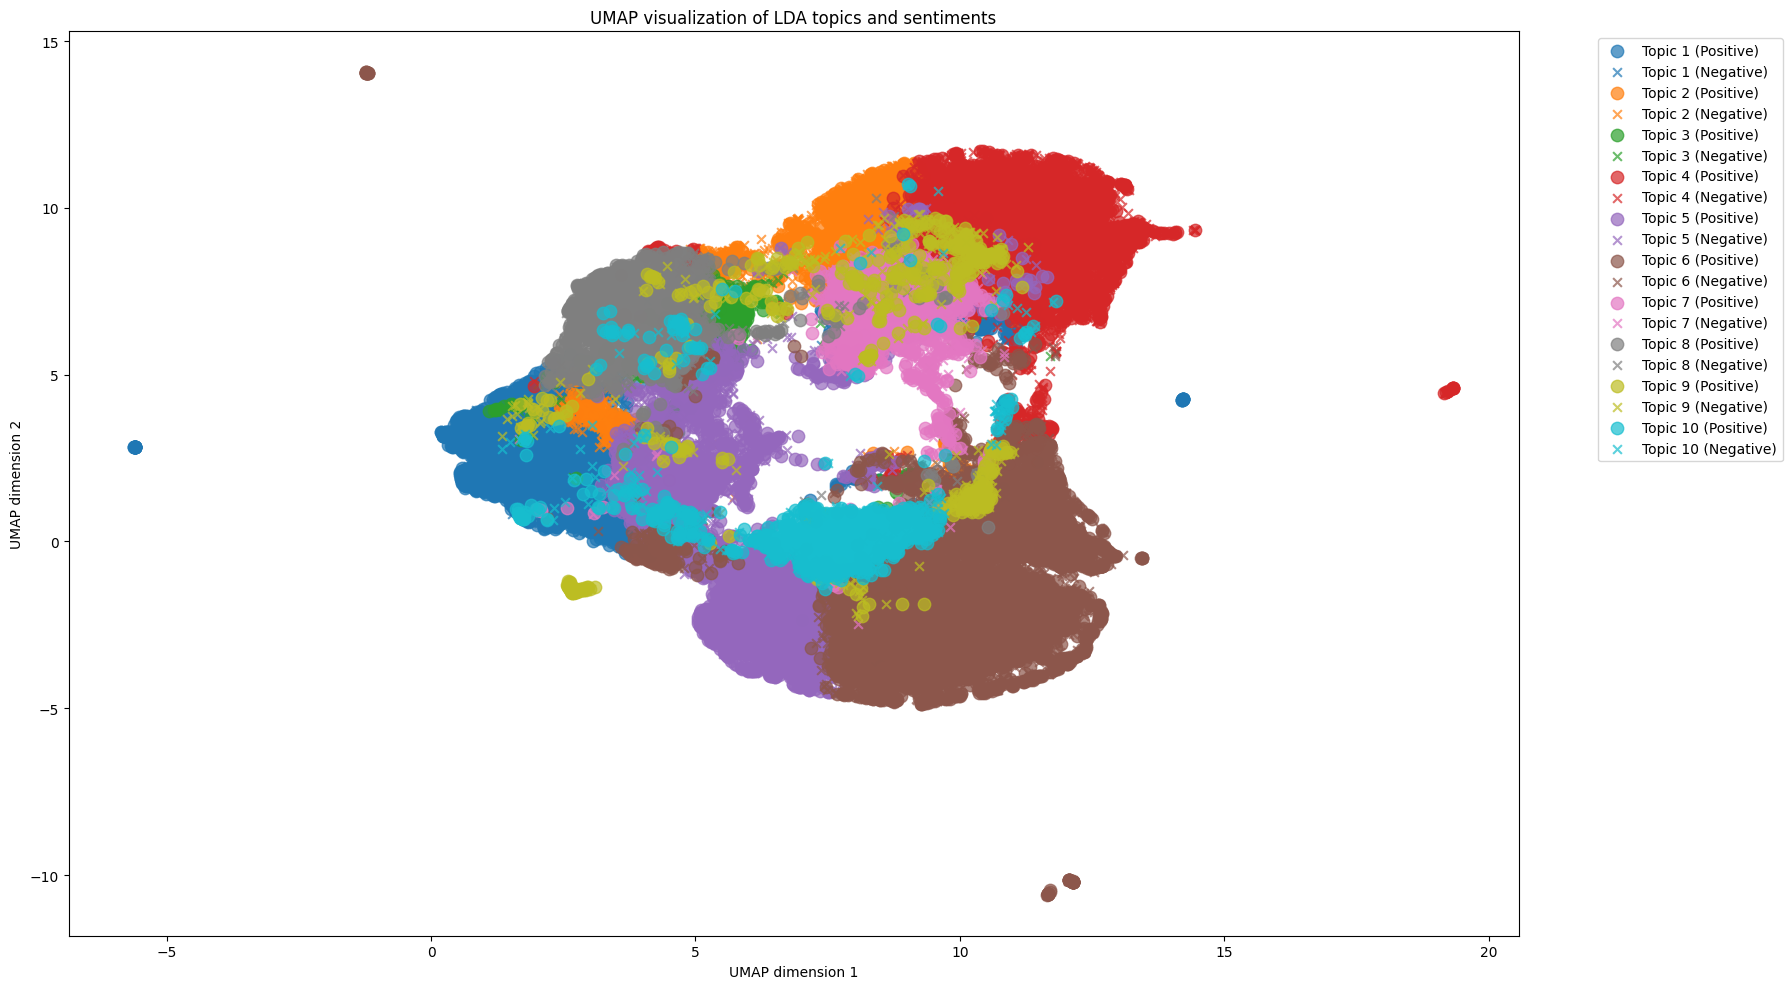 UMAP visualization of LDA topics and sentiments
15
10
5
0
−5
−10
UMAP dimension 2
−5
0
5
10
15
20
UMAP dimension 1
Topic 1 (Positive)
Topic 1 (Negative)
Topic 2 (Positive)
Topic 2 (Negative)
Topic 3 (Positive)
Topic 3 (Negative)
Topic 4 (Positive)
Topic 4 (Negative)
Topic 5 (Positive)
Topic 5 (Negative)
Topic 6 (Positive)
Topic 6 (Negative)
Topic 7 (Positive)
Topic 7 (Negative)
Topic 8 (Positive)
Topic 8 (Negative)
Topic 9 (Positive)
Topic 9 (Negative)
Topic 10 (Positive)
Topic 10 (Negative)